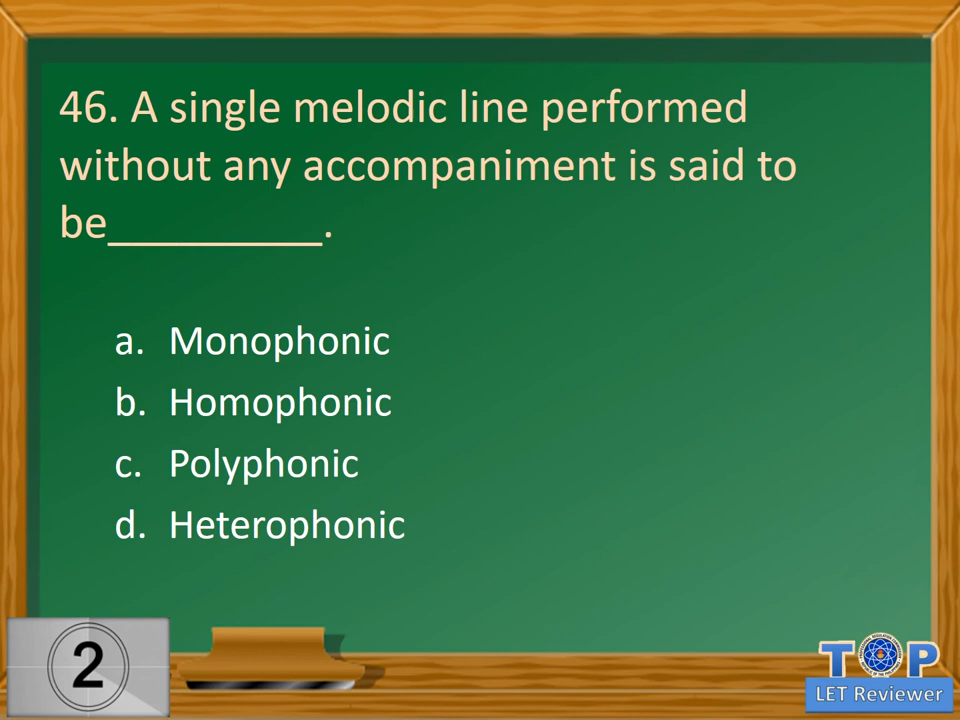 46. A single melodic line performed
without any accompaniment is said to
be_________.
a. Monophonic
b. Homophonic
c. Polyphonic
d. Heterophonic
2
TOP
LET Reviewer